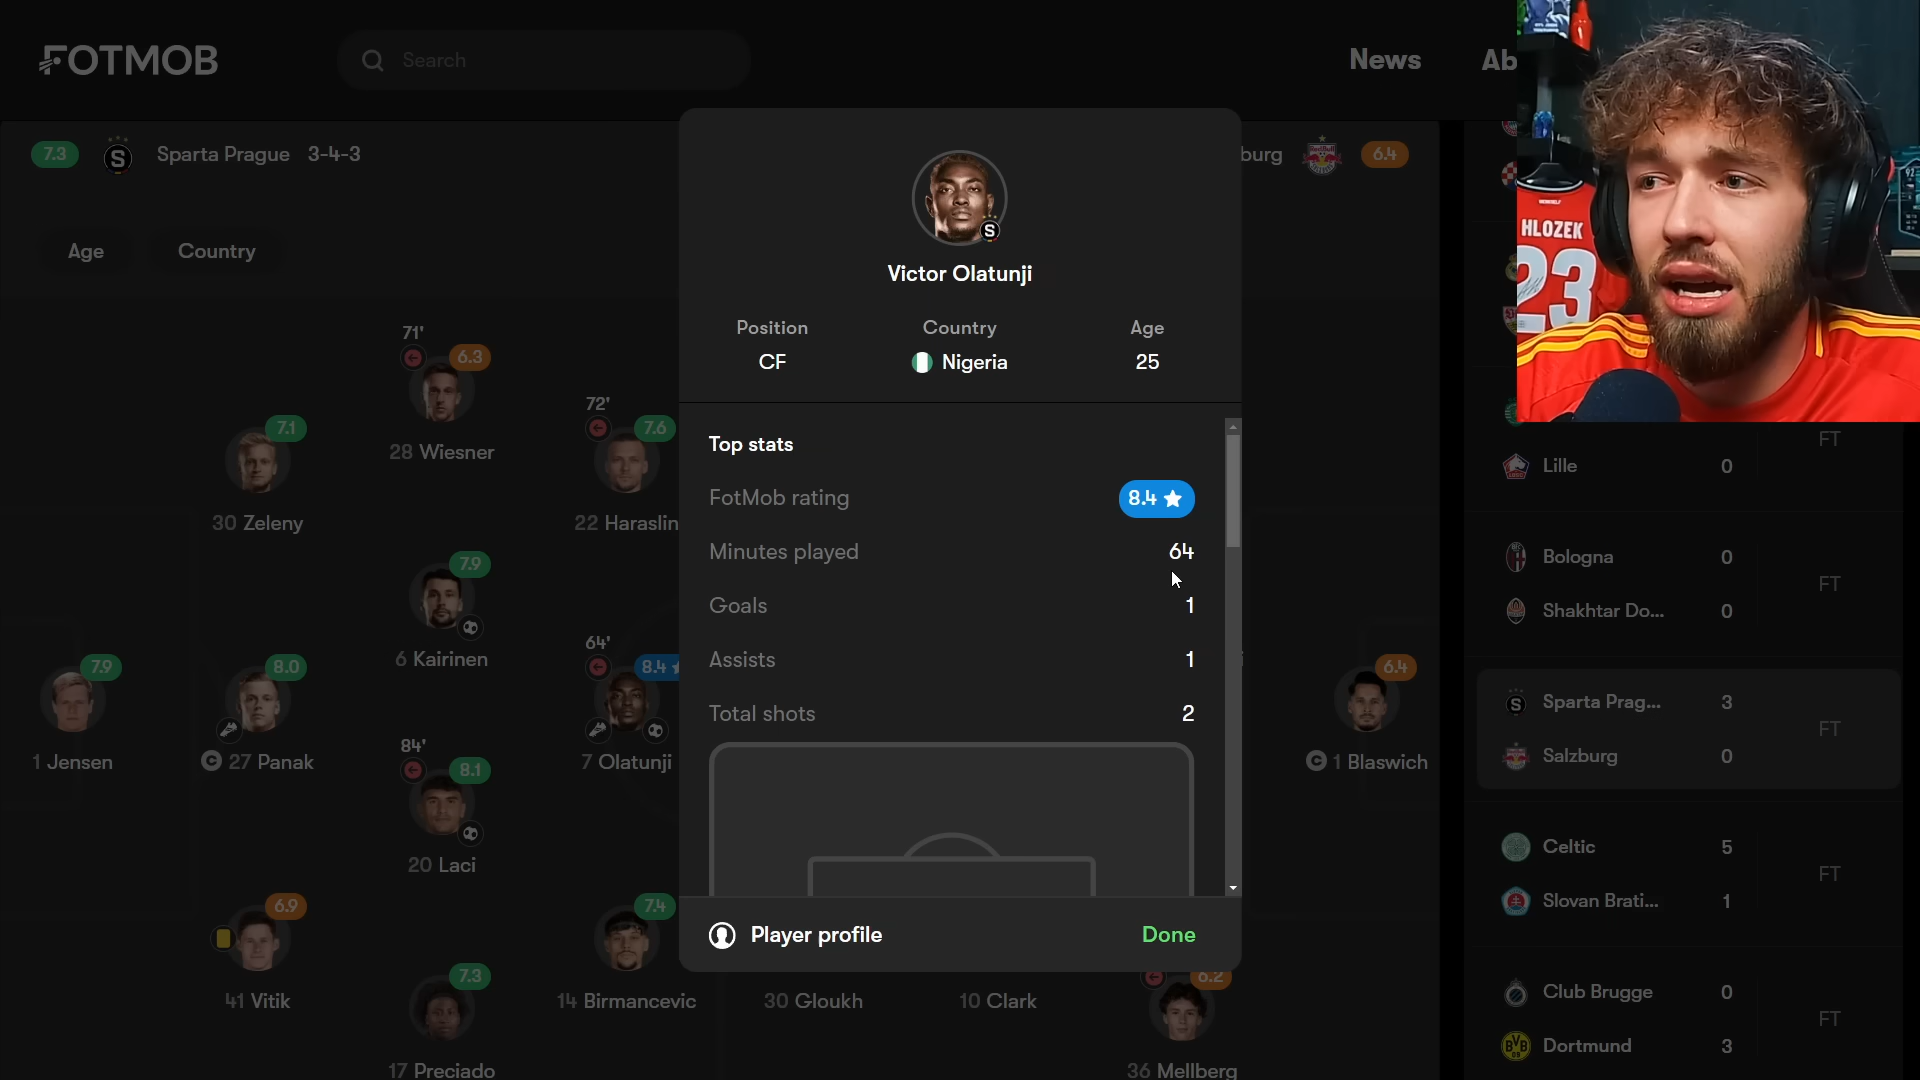 FOTMOB
Search
News
Ab
7.3
S
Sparta Prague 3-4-3
burg
6.4
Age
Country
HLOZEK
23
92
S
Victor Olatunji
Position
Country
Age
CF
Nigeria
25
71'
6.3
28 Wiesner
7.1
30 Zeleny
72'
7.6
22 Haraslin
7.9
6 Kairinen
7.9
1 Jensen
8.0
C 27 Panak
64'
8.4
7 Olatunji
84'
8.1
20 Laci
6.9
41 Vitik
7.3
17 Preciado
7.4
14 Birmancevic
Top stats
FotMob rating
8.4
Minutes played
64
Goals
1
Assists
1
Total shots
2
Player profile
Done
30 Gloukh
10 Clark
6.2
36 Mellberg
6.4
C 1 Blaswich
FT
Lille
0
Bologna
0
FT
Shakhtar Do...
0
Sparta Prag...
3
FT
Salzburg
0
Celtic
5
FT
Slovan Brati...
1
Club Brugge
0
FT
Dortmund
3